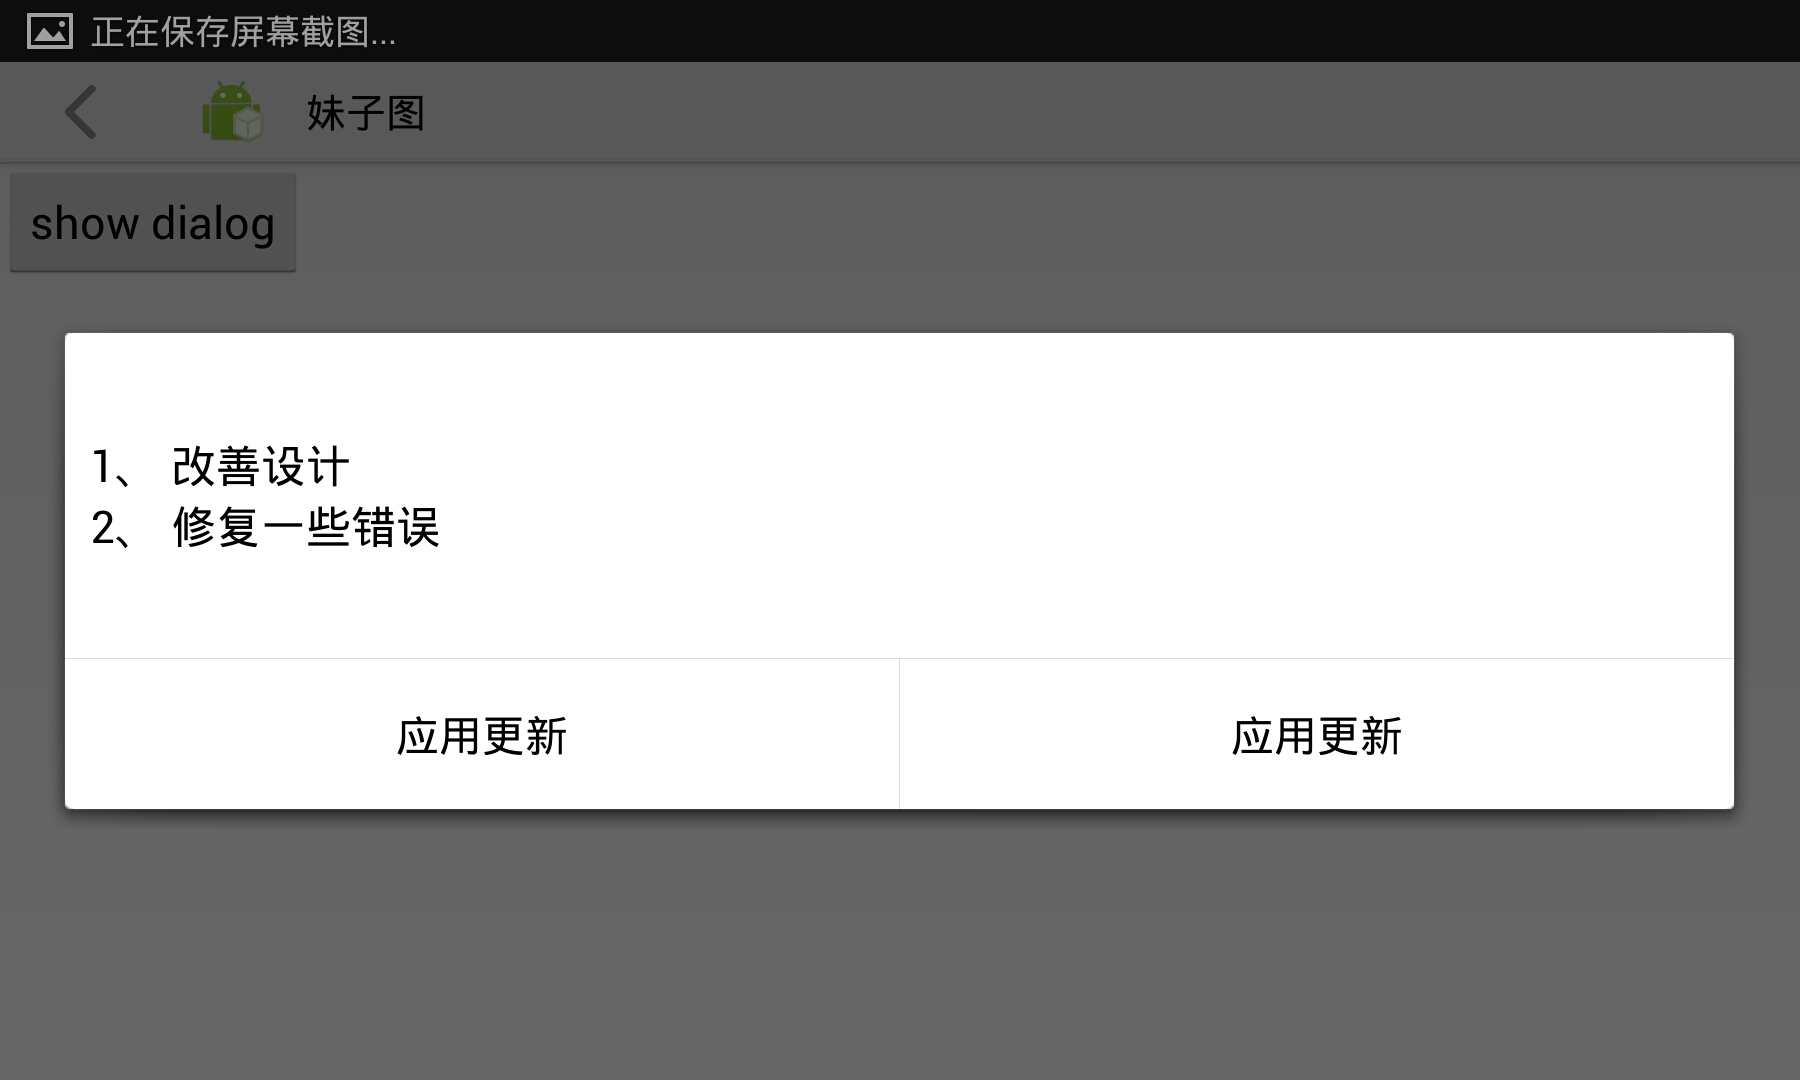 正在保存屏幕截图...
妹子图
show dialog
1、 改善设计
2、 修复一些错误
应用更新
应用更新